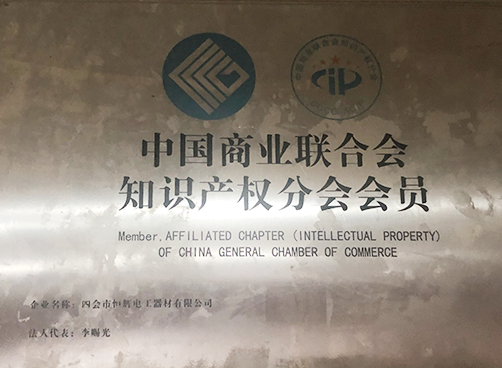 中国商业联合会
知识产权分会会员
Member, AFFILIATED CHAPTER (INTELLECTUAL PROPERTY)
OF CHINA GENERAL CHAMBER OF COMMERCE
企业名称：四会市恒辉电工器材有限公司
法人代表：李赐光